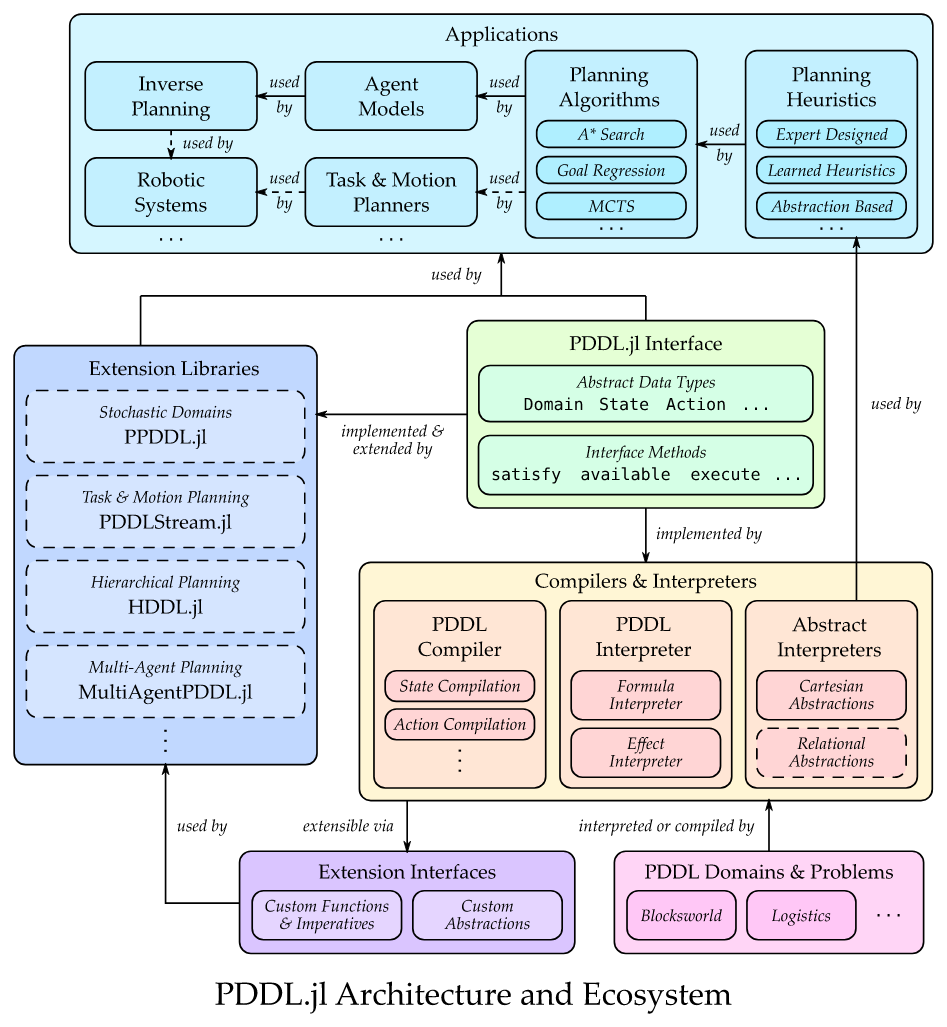 Applications
Inverse
Planning
used
by
Agent
Models
used
by
Planning
Algorithms
A* Search
Goal Regression
MCTS
...
used
by
Planning
Heuristics
Expert Designed
Learned Heuristics
Abstraction Based
...
used by
Robotic
Systems
...
used
by
Task & Motion
Planners
...
used
by
used by
used by
Extension Libraries
Stochastic Domains
PPDDL.jl
Task & Motion Planning
PDDLStream.jl
Hierarchical Planning
HDDL.jl
Multi-Agent Planning
MultiAgentPDDL.jl
...
implemented &
extended by
PDDL.jl Interface
Abstract Data Types
Domain State Action ...
Interface Methods
satisfy available execute ...
implemented by
Compilers & Interpreters
PDDL
Compiler
State Compilation
Action Compilation
...
PDDL
Interpreter
Formula
Interpreter
Effect
Interpreter
Abstract
Interpreters
Cartesian
Abstractions
Relational
Abstractions
used by
extensible via
interpreted or compiled by
Extension Interfaces
Custom Functions
& Imperatives
Custom
Abstractions
PDDL Domains & Problems
Blocksworld
Logistics
...
PDDL.jl Architecture and Ecosystem